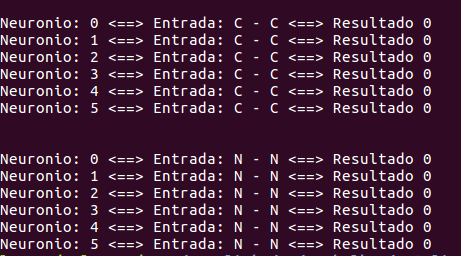 Neuronio: 0 <==> Entrada: C - C <==> Resultado 0
Neuronio: 1 <==> Entrada: C - C <==> Resultado 0
Neuronio: 2 <==> Entrada: C - C <==> Resultado 0
Neuronio: 3 <==> Entrada: C - C <==> Resultado 0
Neuronio: 4 <==> Entrada: C - C <==> Resultado 0
Neuronio: 5 <==> Entrada: C - C <==> Resultado 0
Neuronio: 0 <==> Entrada: N - N <==> Resultado 0
Neuronio: 1 <==> Entrada: N - N <==> Resultado 0
Neuronio: 2 <==> Entrada: N - N <==> Resultado 0
Neuronio: 3 <==> Entrada: N - N <==> Resultado 0
Neuronio: 4 <==> Entrada: N - N <==> Resultado 0
Neuronio: 5 <==> Entrada: N - N <==> Resultado 0